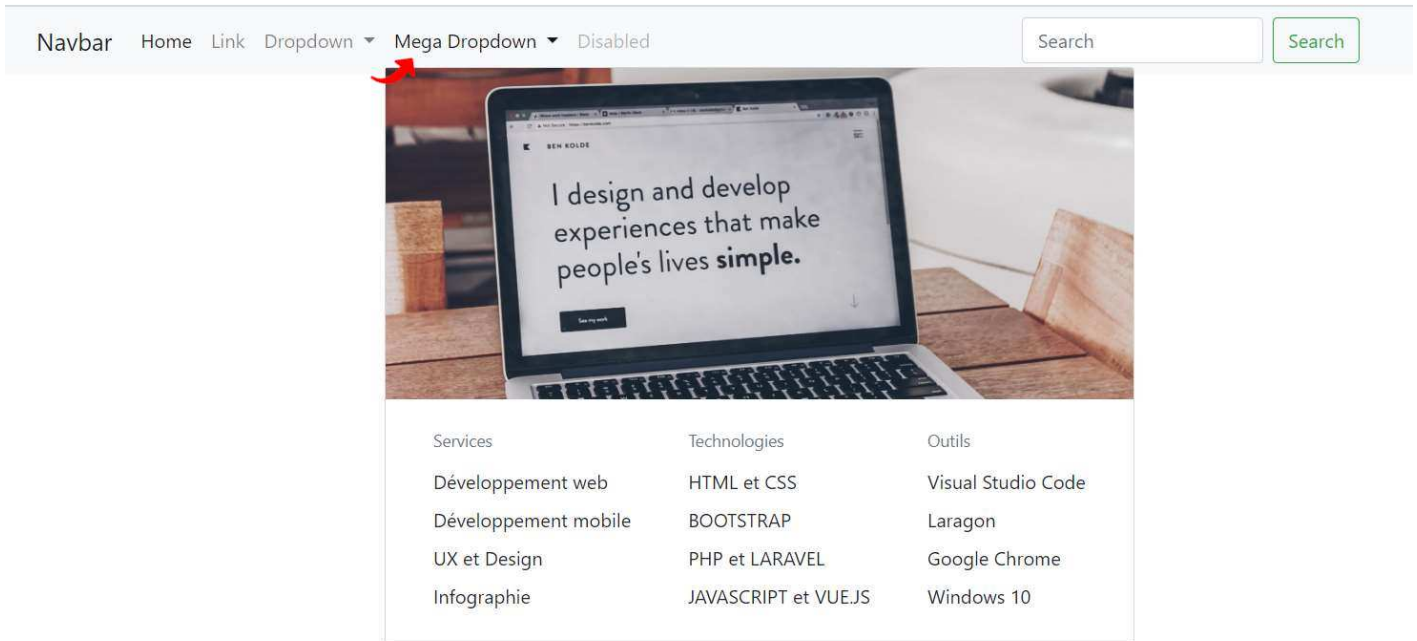 Navbar Home Link Dropdown Mega Dropdown Disabled Search Search
BEN KOLDE
I design and develop
experiences that make
people's lives simple.
See my work
Services Technologies Outils
Développement web HTML et CSS Visual Studio Code
Développement mobile BOOTSTRAP Laragon
UX et Design PHP et LARAVEL Google Chrome
Infographie JAVASCRIPT et VUE.JS Windows 10